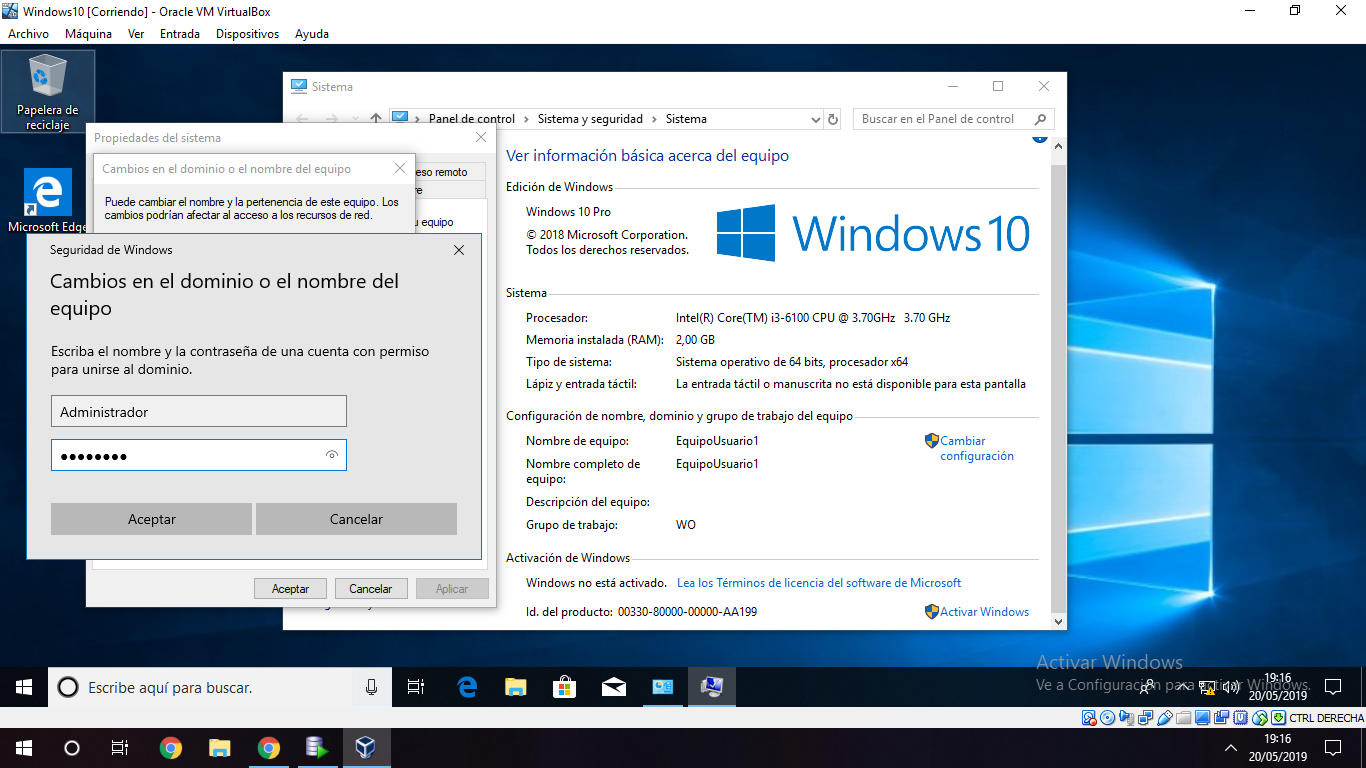 Windows10 [Corriendo] - Oracle VM VirtualBox
Archivo Máquina Ver Entrada Dispositivos Ayuda
Papelera de
reciclaje
Microsoft Edge
Sistema
Panel de control > Sistema y seguridad > Sistema
Buscar en el Panel de control
Propiedades del sistema
Cambios en el dominio o el nombre del equipo
Puede cambiar el nombre y la pertenencia de este equipo. Los
cambios podrían afectar al acceso a los recursos de red.
eso remoto
re
u equipo
Seguridad de Windows
Cambios en el dominio o el nombre del
equipo
Escriba el nombre y la contraseña de una cuenta con permiso
para unirse al dominio.
Administrador
●●●●●●●●
Aceptar Cancelar
Aceptar Cancelar Aplicar
Ver información básica acerca del equipo
Edición de Windows
Windows 10 Pro
© 2018 Microsoft Corporation.
Todos los derechos reservados.
Windows 10
Sistema
Procesador: Intel(R) Core(TM) i3-6100 CPU @ 3.70GHz 3.70 GHz
Memoria instalada (RAM): 2,00 GB
Tipo de sistema: Sistema operativo de 64 bits, procesador x64
Lápiz y entrada táctil: La entrada táctil o manuscrita no está disponible para esta pantalla
Configuración de nombre, dominio y grupo de trabajo del equipo
Nombre de equipo: EquipoUsuario1
Cambiar
configuración
Nombre completo de
equipo:
EquipoUsuario1
Descripción del equipo:
Grupo de trabajo: WO
Activación de Windows
Windows no está activado. Lea los Términos de licencia del software de Microsoft
Id. del producto: 00330-80000-00000-AA199
Activar Windows
Activar Windows
Ve a Configuración para activar Windows.
Escribe aquí para buscar.
19:16
20/05/2019
CTRL DERECHA
19:16
20/05/2019